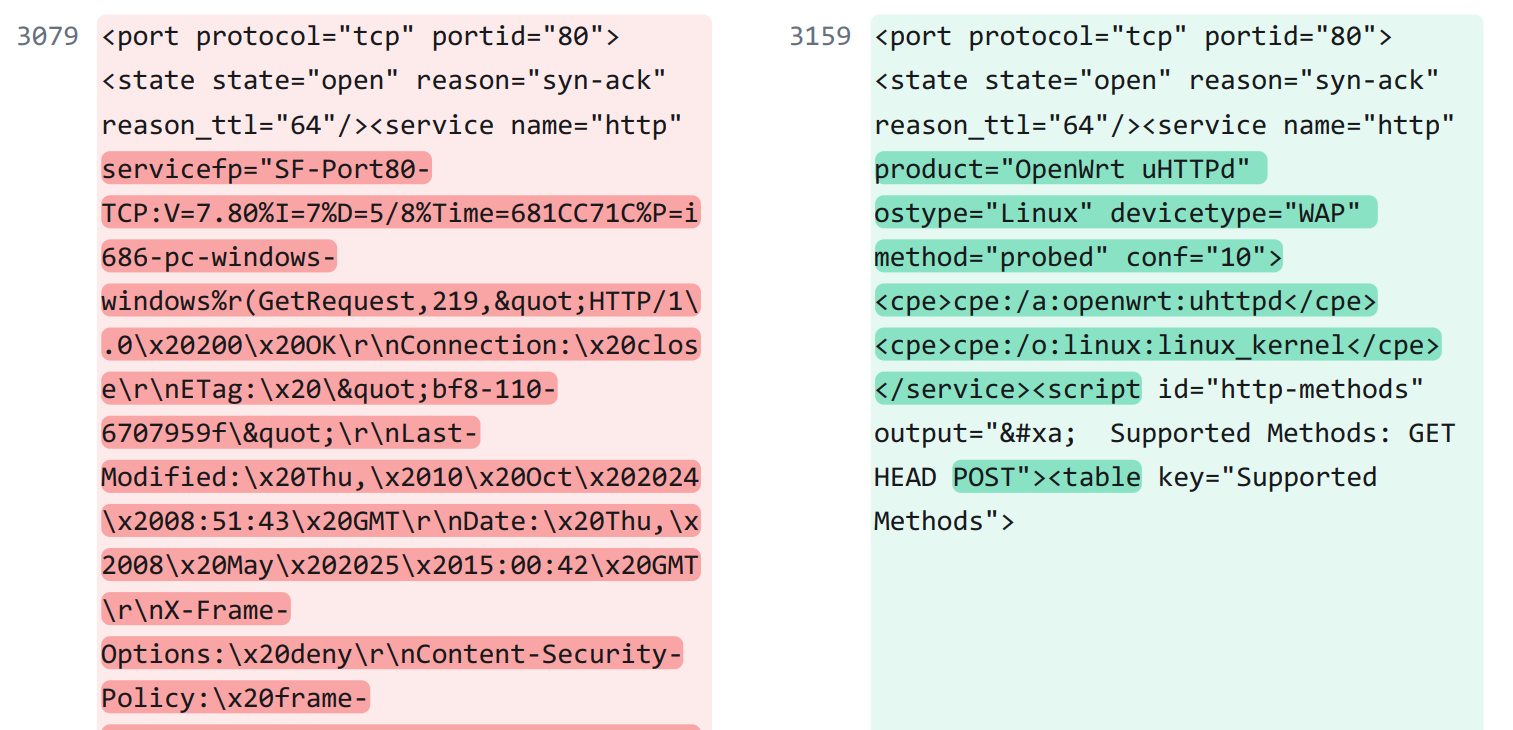 3079
<port protocol="tcp" portid="80">
<state state="open" reason="syn-ack"
reason_ttl="64"/><service name="http"
servicefp="SF-Port80-
TCP:V=7.80%I=7%D=5/8%Time=681CC71C%P=i
686-pc-windows-
windows%r(GetRequest,219,&quot;HTTP/1\
.0\x20200\x20OK\r\nConnection:\x20clos
e\r\nETag:\x20\&quot;bf8-110-
6707959f\&quot;\r\nLast-
Modified:\x20Thu,\x2010\x20Oct\x202024
\x2008:51:43\x20GMT\r\nDate:\x20Thu,\x
2008\x20May\x202025\x2015:00:42\x20GMT
\r\nX-Frame-
Options:\x20deny\r\nContent-Security-
Policy:\x20frame-
3159
<port protocol="tcp" portid="80">
<state state="open" reason="syn-ack"
reason_ttl="64"/><service name="http"
product="OpenWrt uHTTPd"
ostype="Linux" devicetype="WAP"
method="probed" conf="10">
<cpe>cpe:/a:openwrt:uhttpd</cpe>
<cpe>cpe:/o:linux:linux_kernel</cpe>
</service><script id="http-methods"
output="&#xa;  Supported Methods: GET
HEAD POST"><table key="Supported
Methods">